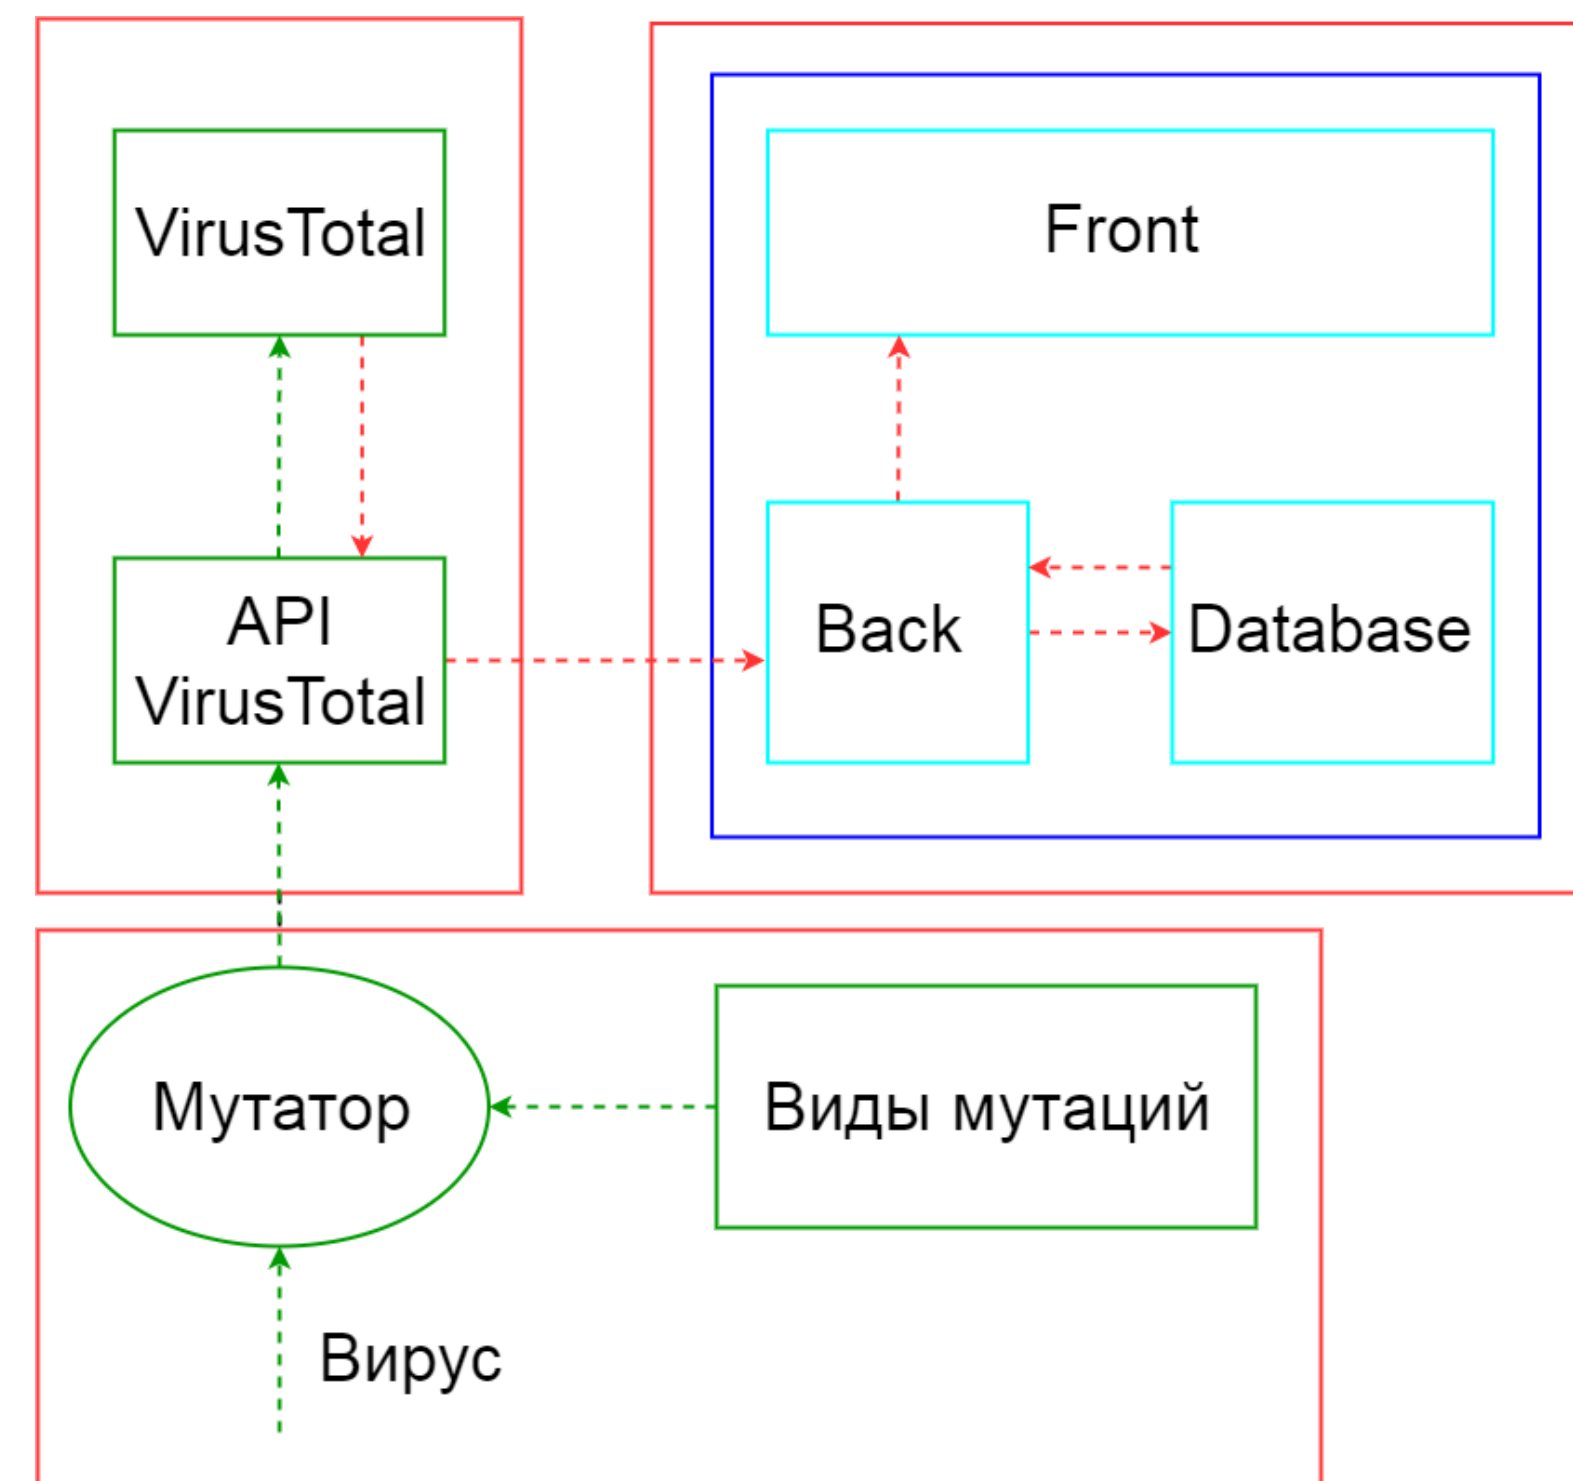 VirusTotal
Front
API
VirusTotal
Back
Database
Мутатор
Виды мутаций
Вирус